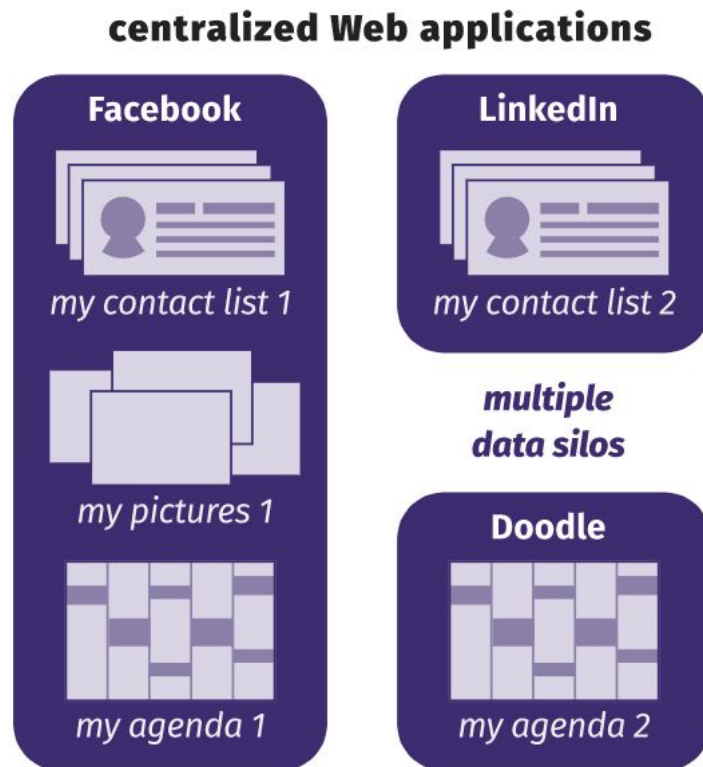 centralized Web applications
Facebook
my contact list 1
my pictures 1
my agenda 1
LinkedIn
my contact list 2
multiple
data silos
Doodle
my agenda 2